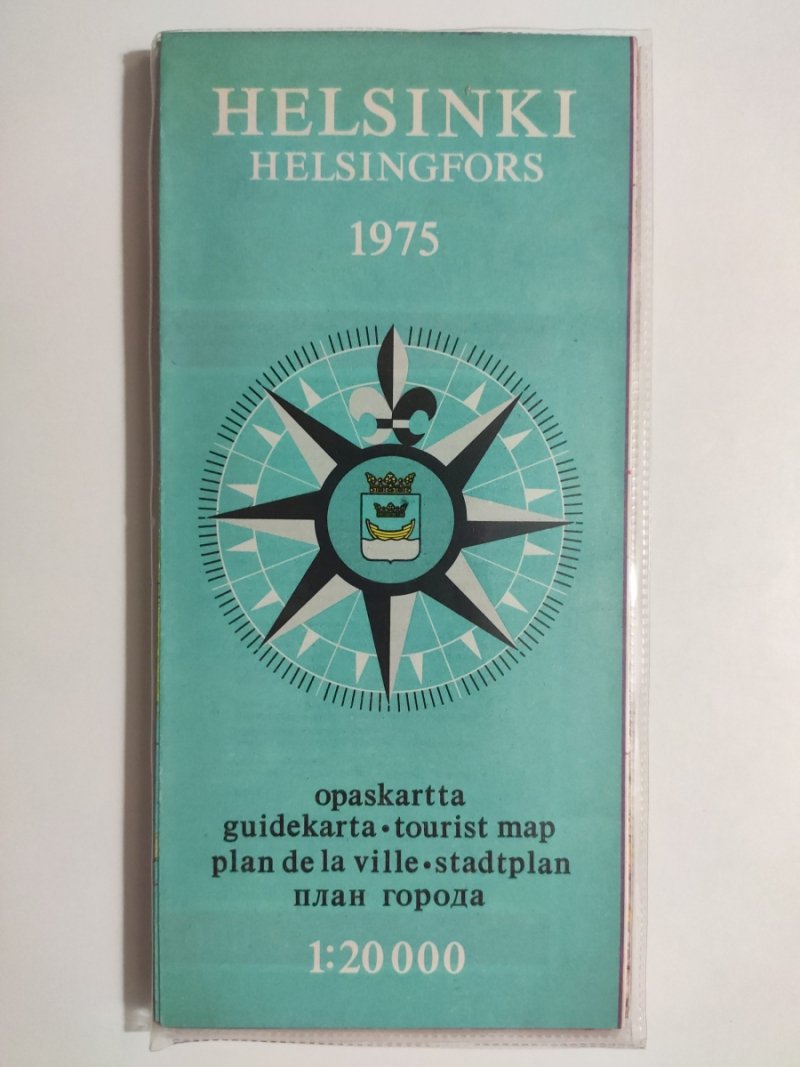 HELSINKI
HELSINGFORS
1975
opaskartta
guidekarta • tourist map
plan de la ville • stadtplan
план города
1:20 000